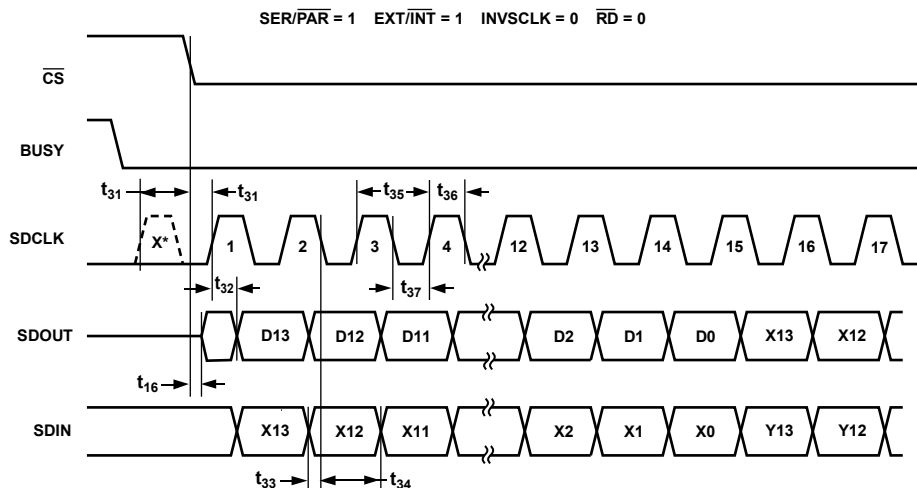 SER/PAR = 1 EXT/INT = 1 INVSCLK = 0 RD = 0
CS
BUSY
t31 t31 t35 t36
SDCLK X* 1 2 3 4 12 13 14 15 16 17
t32 t37
SDOUT D13 D12 D11 D2 D1 D0 X13 X12
t16
SDIN X13 X12 X11 X2 X1 X0 Y13 Y12
t33 t34